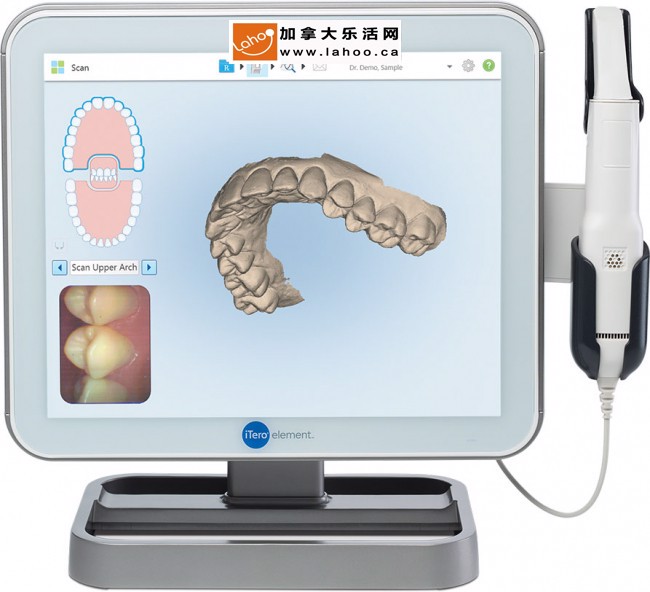 Lahoo
加拿大乐活网
www.lahoo.ca
Scan
Dr. Demo, Sample
?
Scan Upper Arch
iTero element.